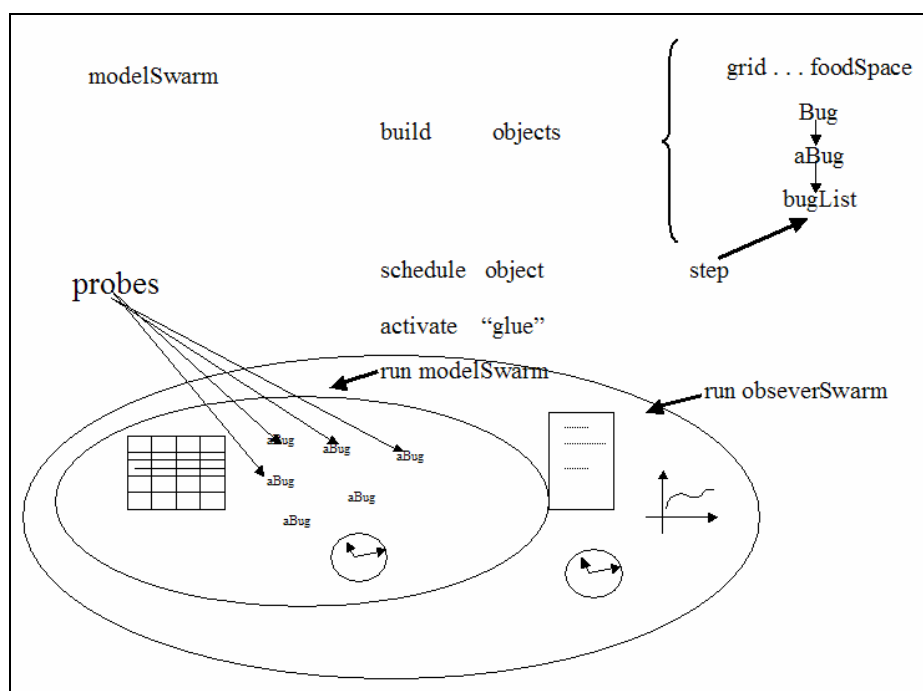 modelSwarm
grid . . . foodSpace
build objects
Bug
aBug
bugList
schedule object
step
probes
activate “glue”
run modelSwarm
run obseverSwarm
aBug
aBug
aBug
aBug
aBug
aBug